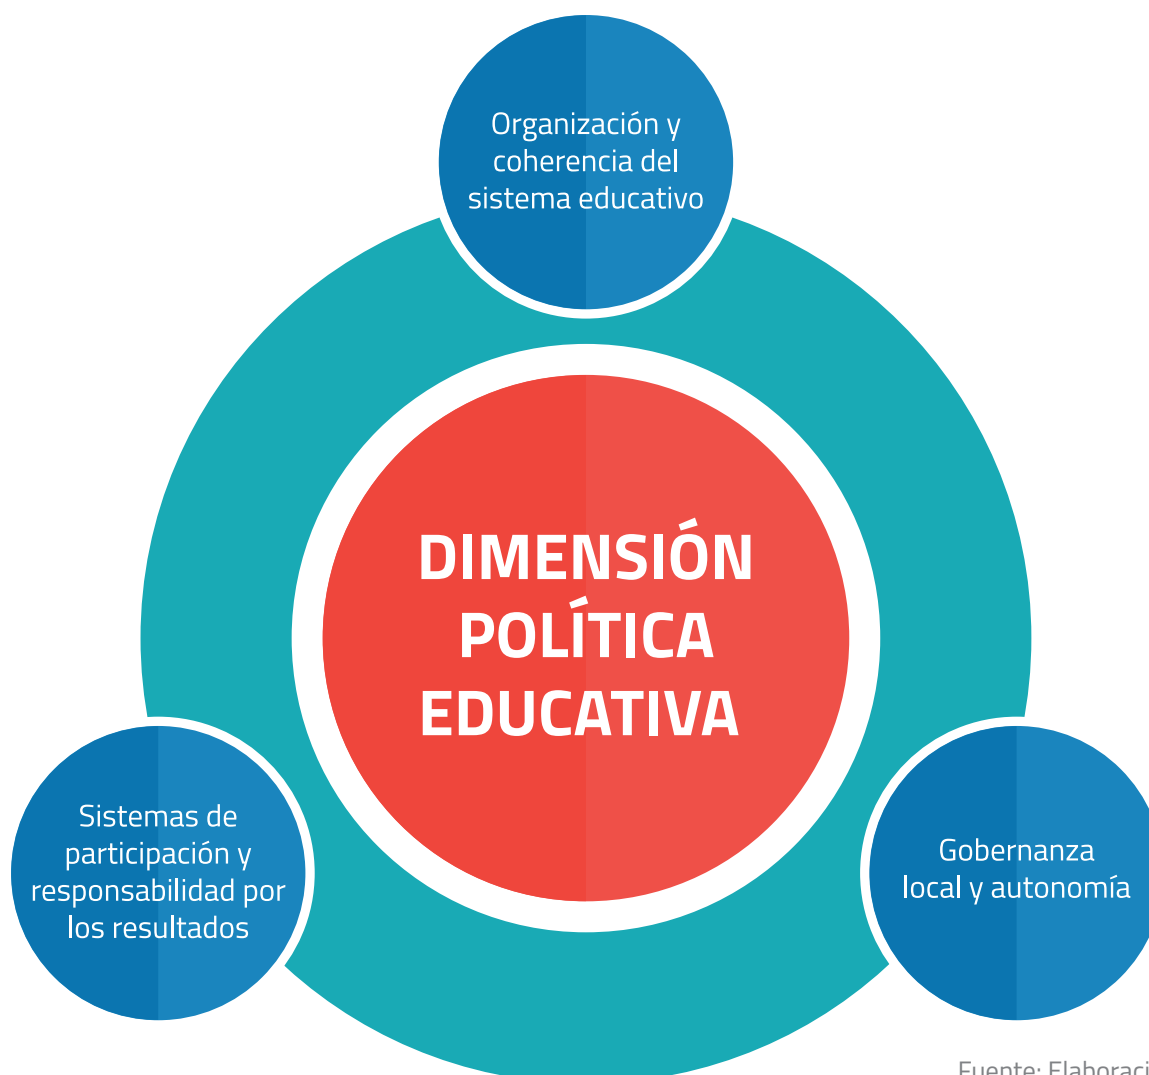 Organización y
coherencia del
sistema educativo
DIMENSIÓN
POLÍTICA
EDUCATIVA
Sistemas de
participación y
responsabilidad por
los resultados
Gobernanza
local y autonomía
Fuente: